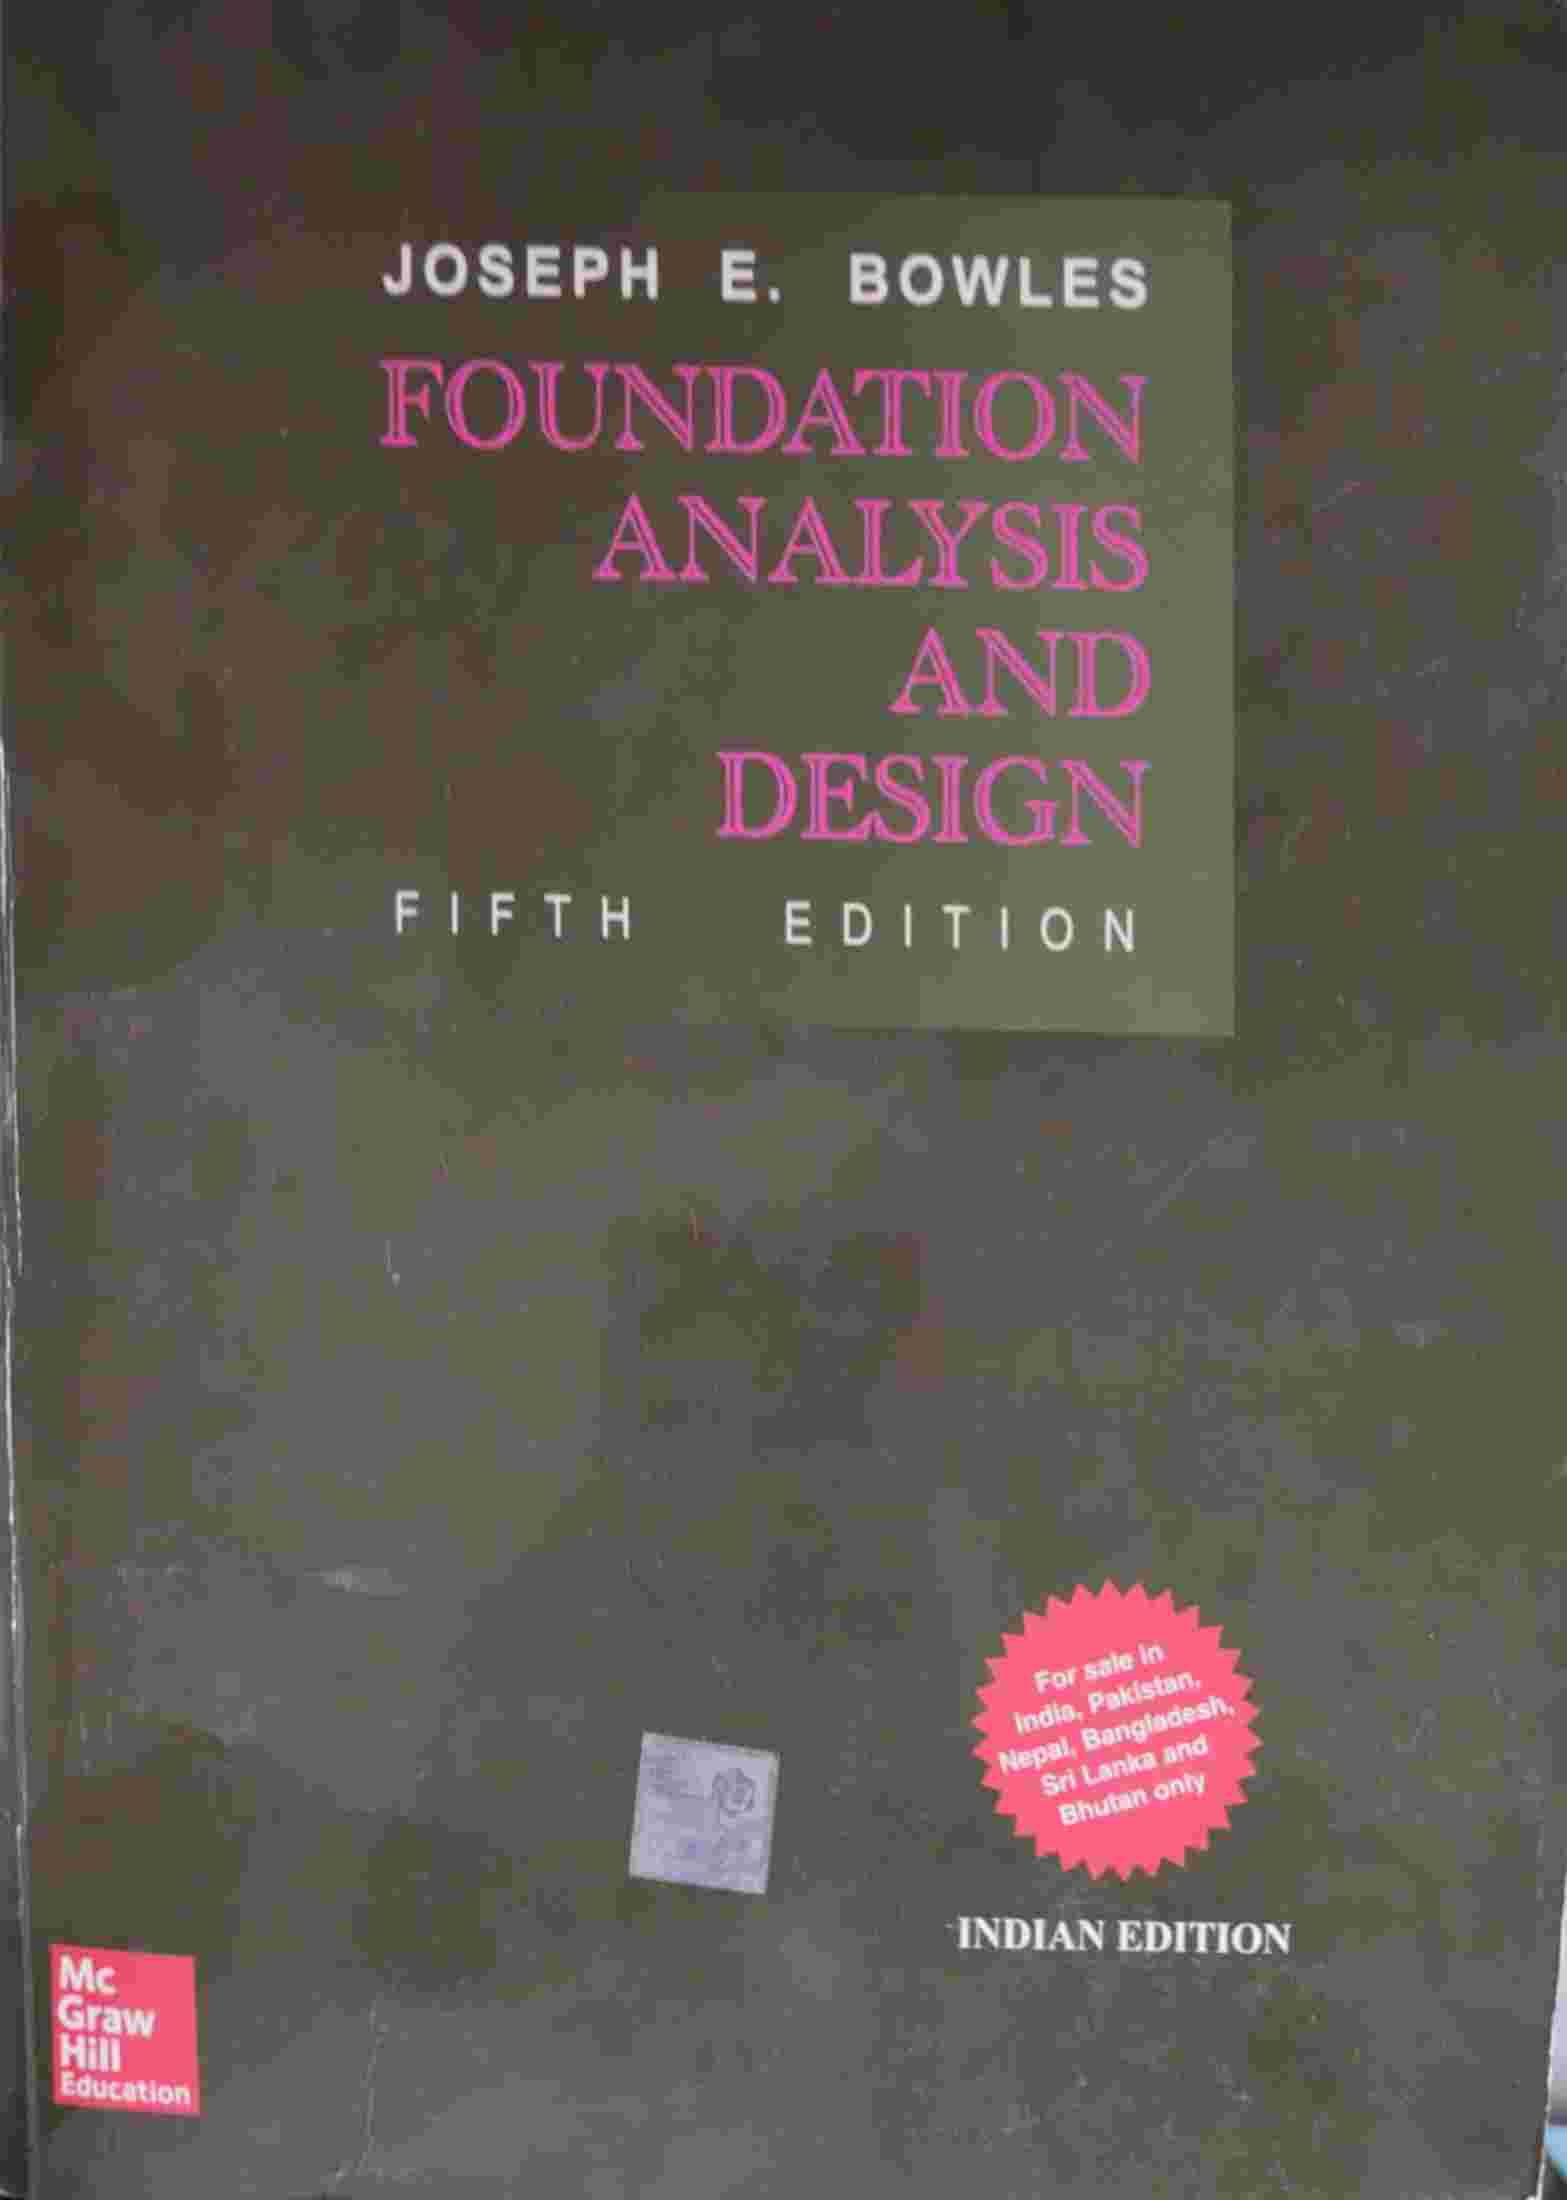 JOSEPH E. BOWLES
FOUNDATION
ANALYSIS
AND
DESIGN
FIFTH EDITION
For sale in
India, Pakistan,
Nepal, Bangladesh,
Sri Lanka and
Bhutan only
INDIAN EDITION
Mc
Graw
Hill
Education